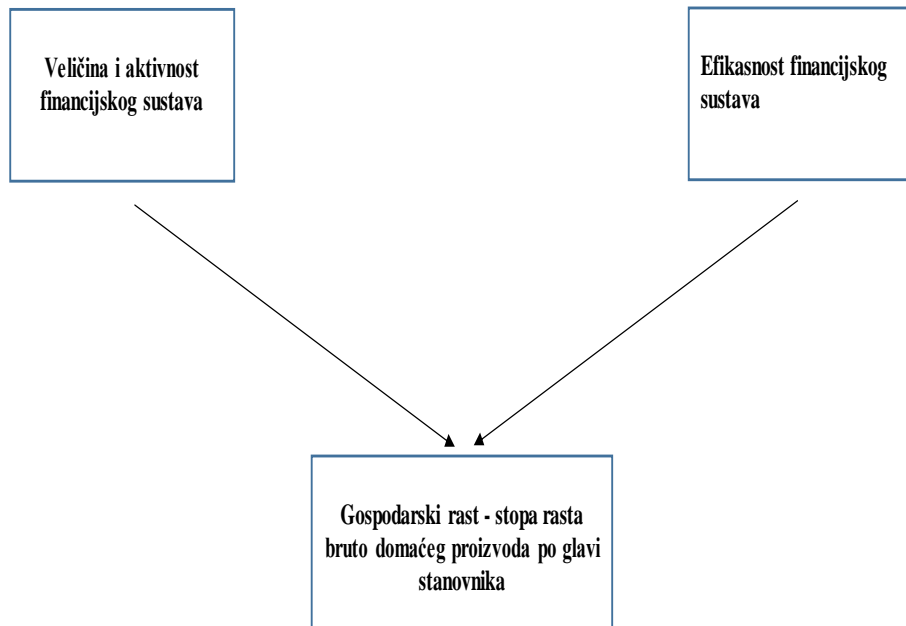 Veličina i aktivnost
financijskog sustava
Efikasnost financijskog
sustava
Gospodarski rast - stopa rasta
bruto domaćeg proizvoda po glavi
stanovnika